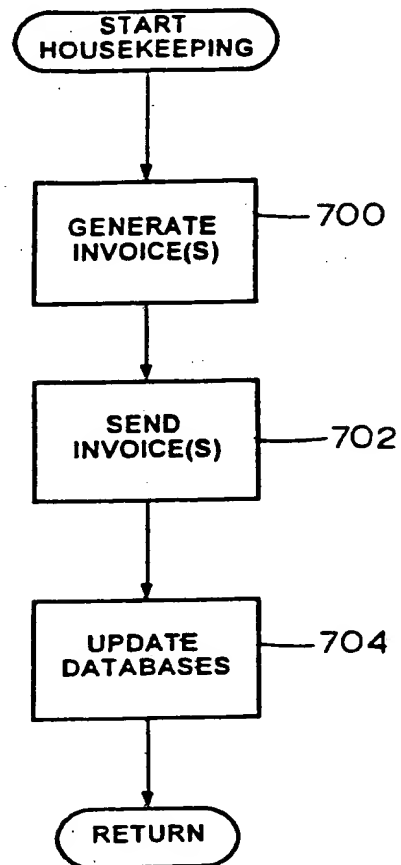 START
HOUSEKEEPING
GENERATE
INVOICE(S)
700
SEND
INVOICE(S)
702
UPDATE
DATABASES
704
RETURN